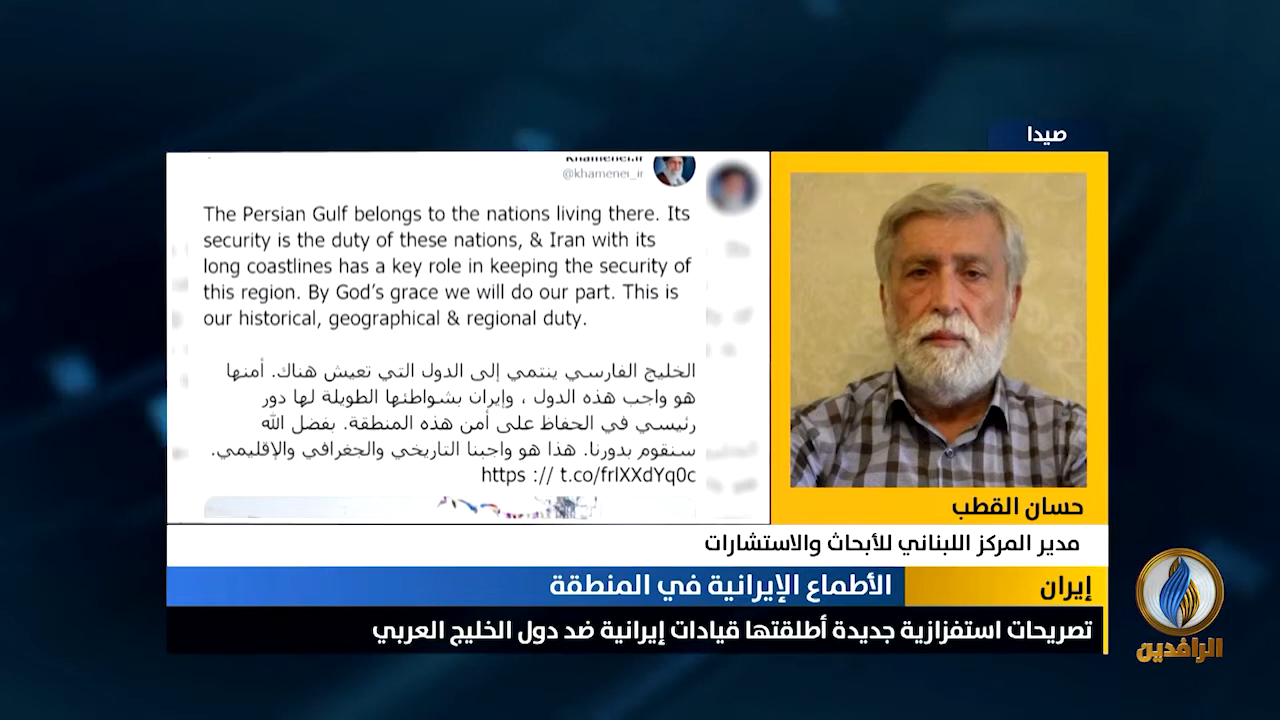 صيدا
Khamenei.ir
@khamenei_ir
The Persian Gulf belongs to the nations living there. Its
security is the duty of these nations, & Iran with its
long coastlines has a key role in keeping the security of
this region. By God's grace we will do our part. This is
our historical, geographical & regional duty.
الخليج الفارسي ينتمي إلى الدول التي تعيش هناك. أمنها
هو واجب هذه الدول ، وإيران بشواطئها الطويلة لها دور
رئيسي في الحفاظ على أمن هذه المنطقة. بفضل الله
سنقوم بدورنا. هذا هو واجبنا التاريخي والجغرافي والإقليمي.
https :// t.co/frlXXdYq0c
حسان القطب
مدير المركز اللبناني للأبحاث والاستشارات
إيران
الأطماع الإيرانية في المنطقة
تصريحات استفزازية جديدة أطلقتها قيادات إيرانية ضد دول الخليج العربي
الرافدين